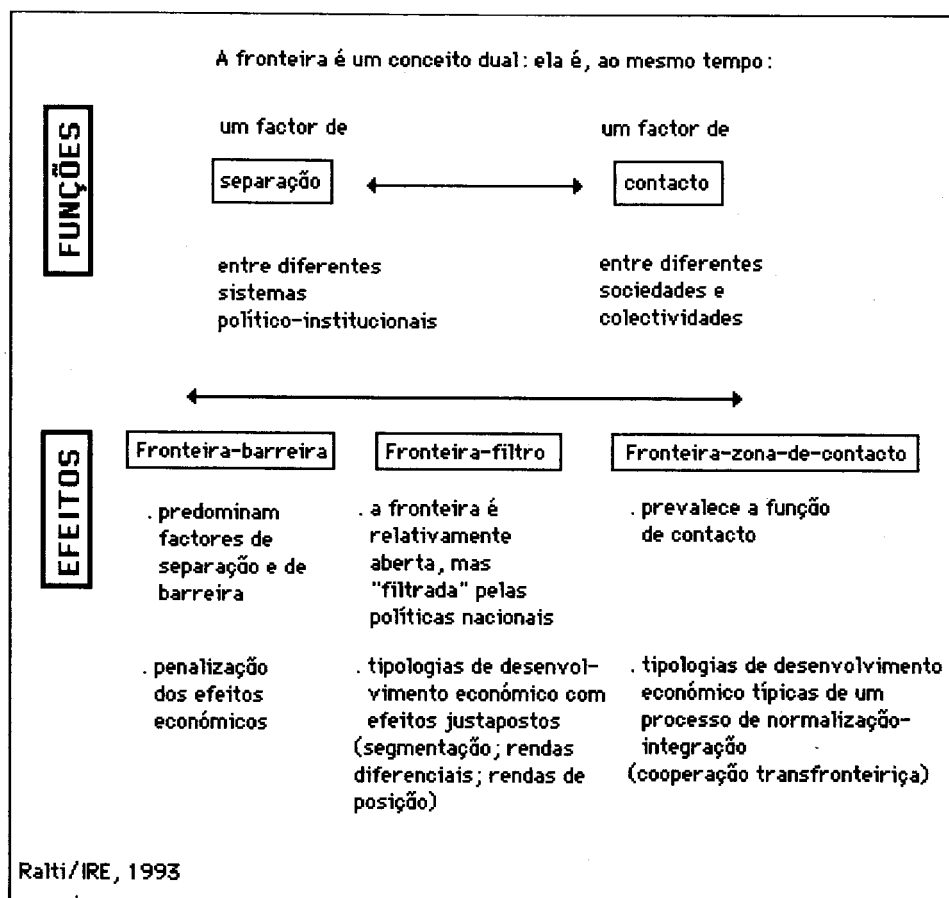 A fronteira é um conceito dual: ela é, ao mesmo tempo:
FUNÇÕES
um factor de
separação
entre diferentes
sistemas
político-institucionais
um factor de
contacto
entre diferentes
sociedades e
colectividades
EFEITOS
Fronteira-barreira
. predominam
factores de
separação e de
barreira
. penalização
dos efeitos
económicos
Fronteira-filtro
. a fronteira é
relativamente
aberta, mas
"filtrada" pelas
políticas nacionais
. tipologias de desenvol-
vimento económico com
efeitos justapostos
(segmentação; rendas
diferenciais; rendas de
posição)
Fronteira-zona-de-contacto
. prevalece a função
de contacto
. tipologias de desenvolvimento
económico típicas de um
processo de normalização-
integração
(cooperação transfronteiriça)
Ralti/IRE, 1993